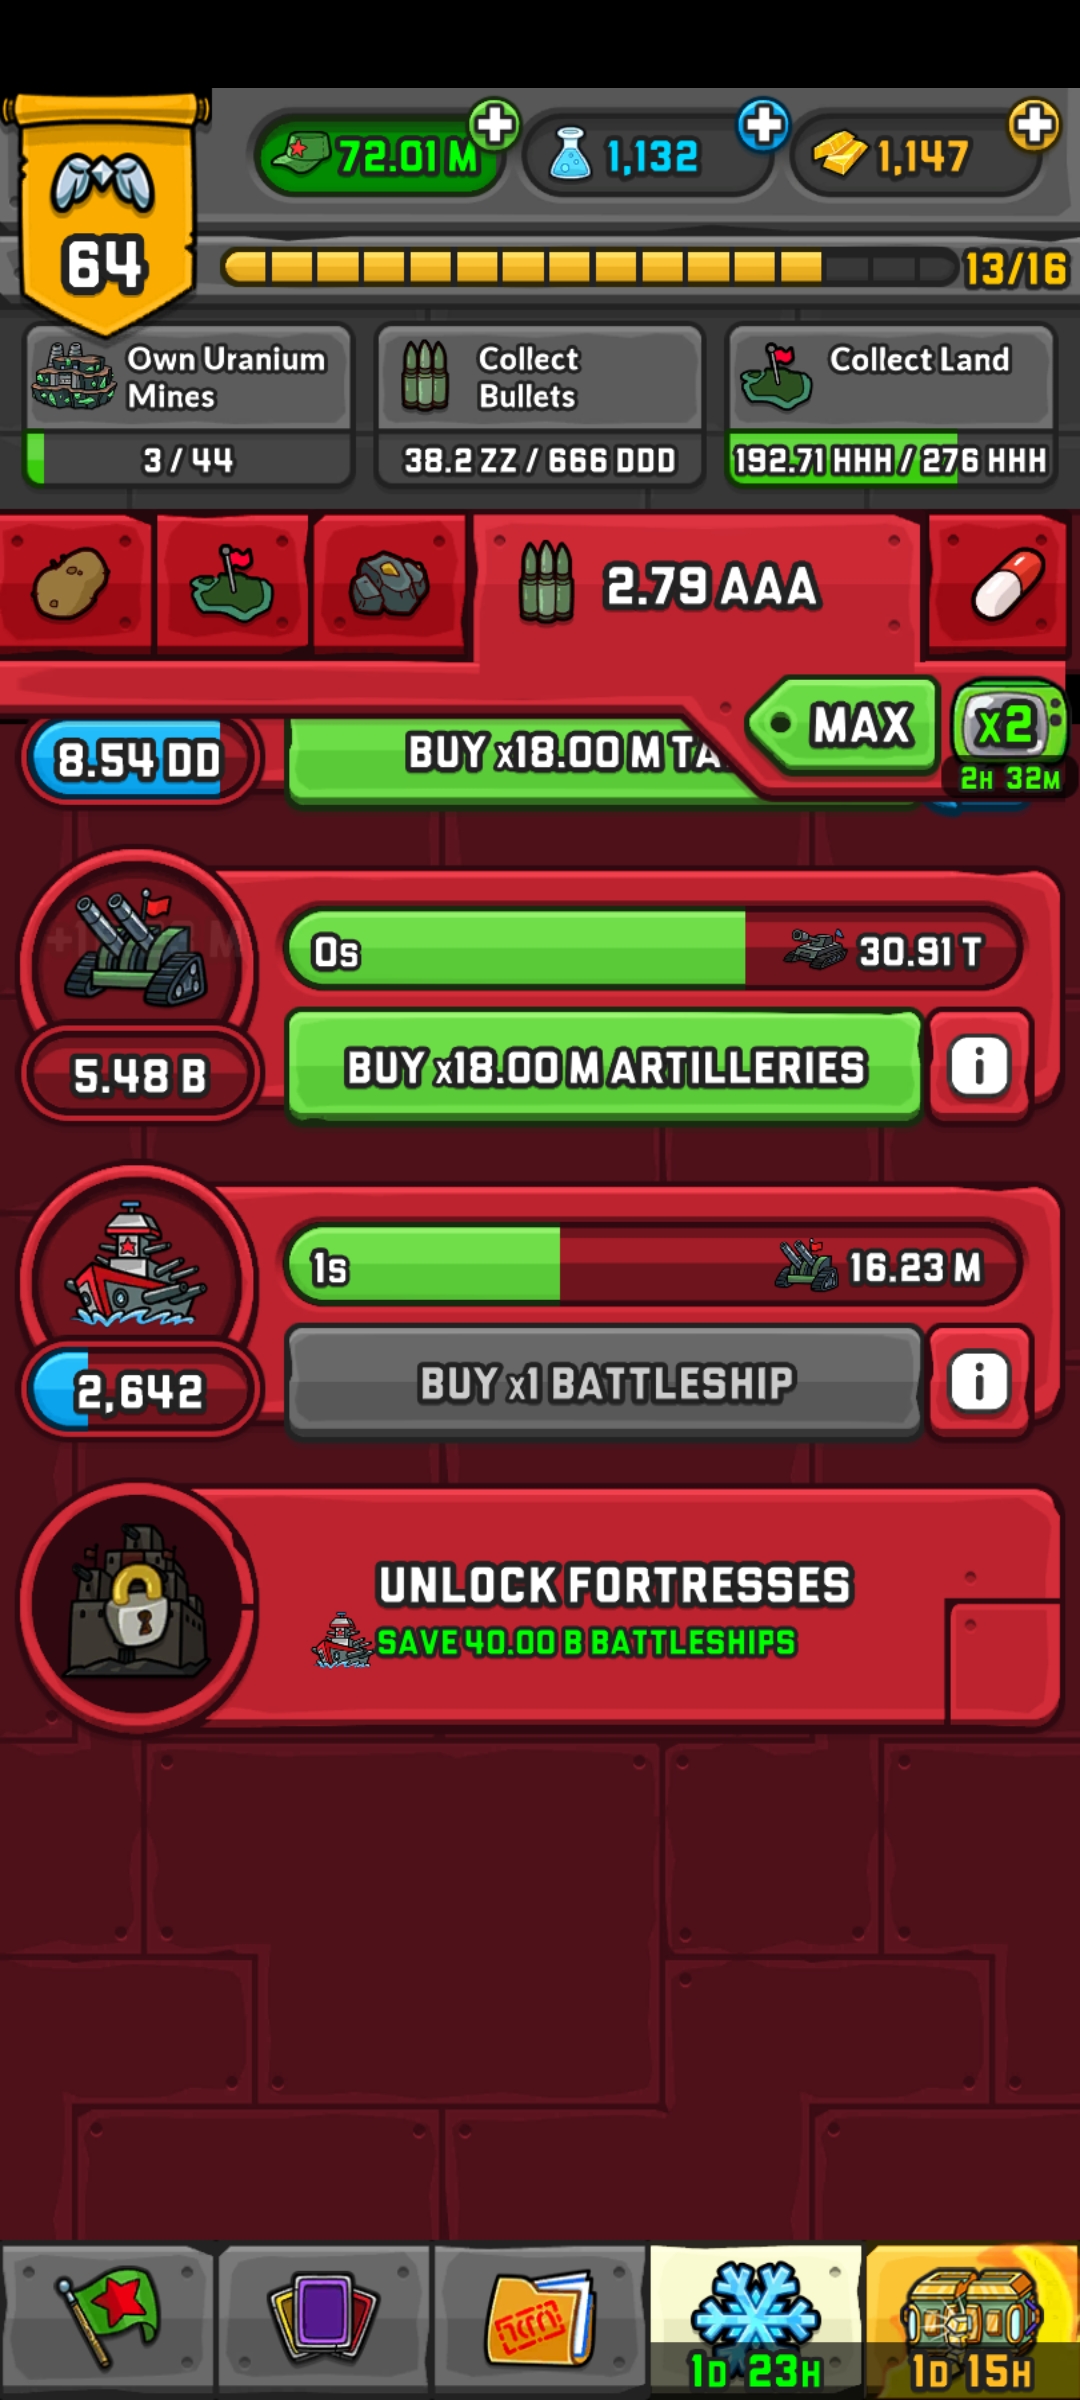 72.01 M
1,132
1,147
64
13/16
Own Uranium
Mines
3 / 44
Collect
Bullets
38.2 ZZ / 666 DDD
Collect Land
192.71 HHH / 276 HHH
2.79 AAA
MAX
x2
2H 32M
8.54 DD
BUY x18.00 M TA
0s
30.91 T
5.48 B
BUY x18.00 M ARTILLERIES
i
1s
16.23 M
2,642
BUY x1 BATTLESHIP
i
UNLOCK FORTRESSES
SAVE 40.00 B BATTLESHIPS
1D 23H
1D 15H